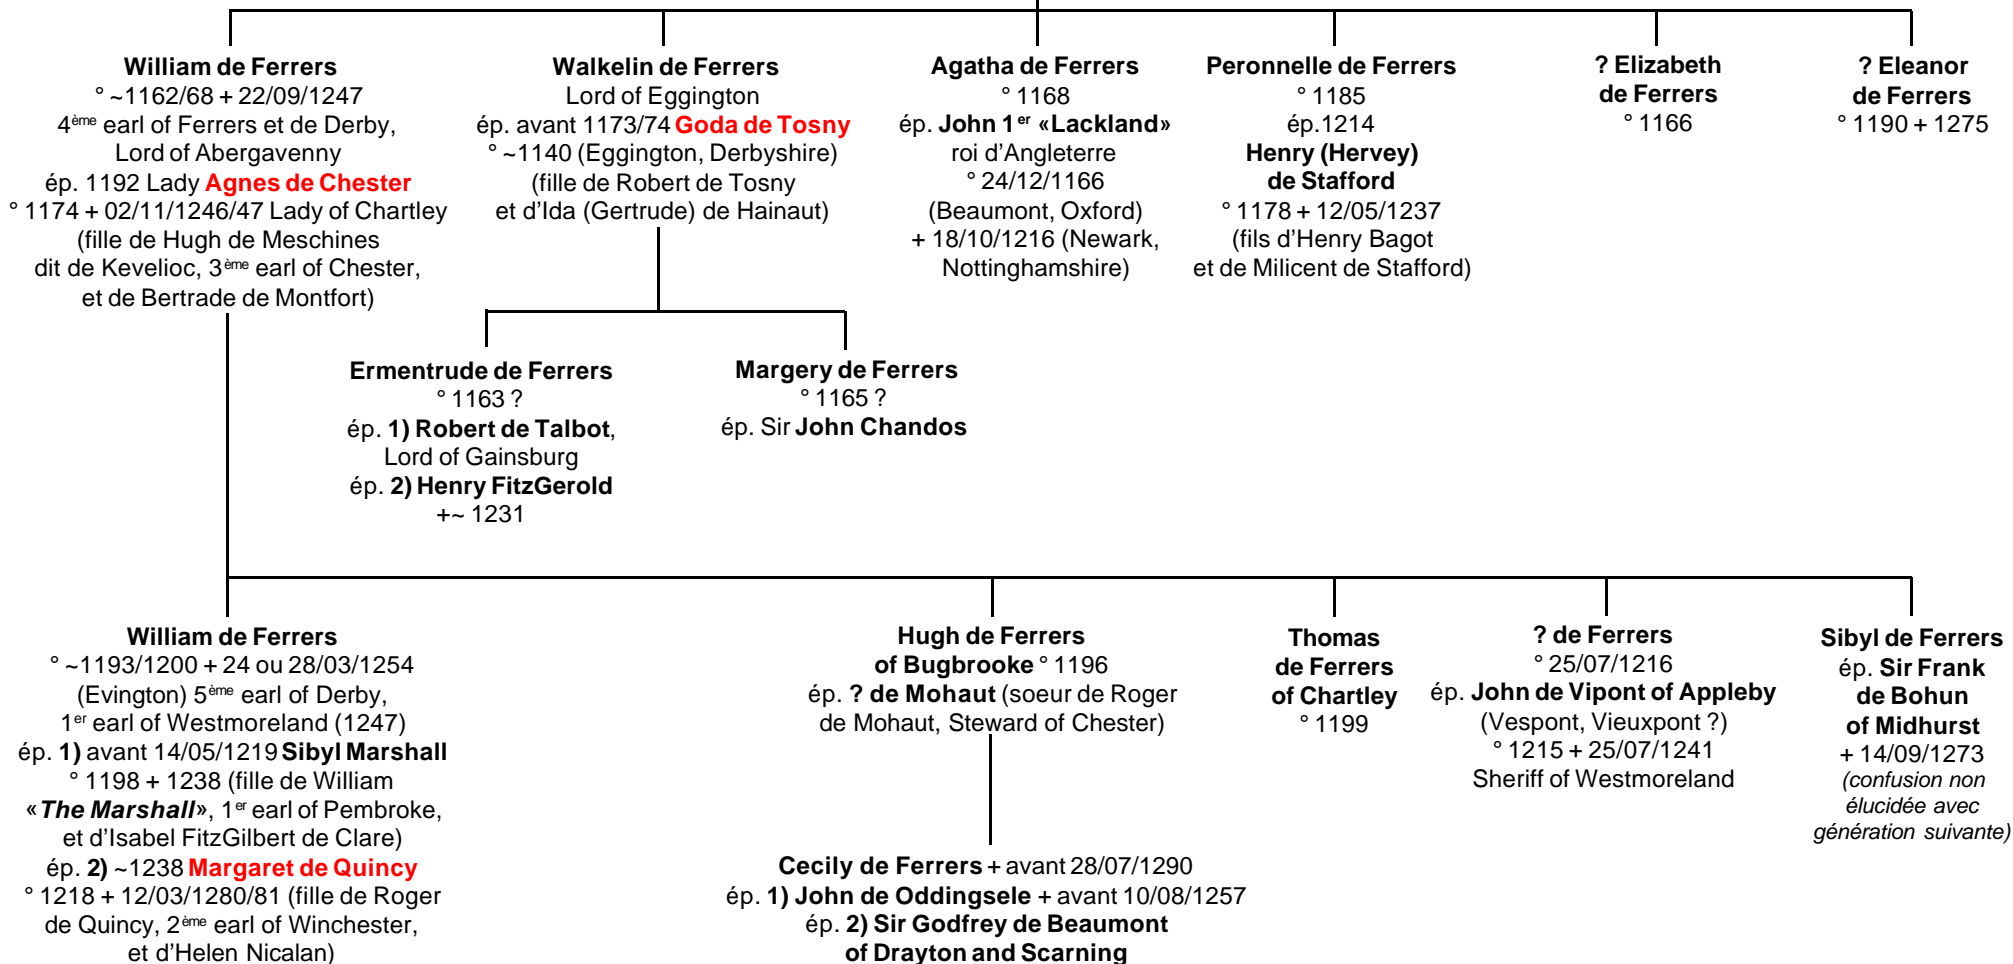 William de Ferrers
° ~1162/68 + 22/09/1247
4ème earl of Ferrers et de Derby,
Lord of Abergavenny
ép. 1192 Lady Agnes de Chester
° 1174 + 02/11/1246/47 Lady of Chartley
(fille de Hugh de Meschines
dit de Kevelioc, 3ème earl of Chester,
et de Bertrade de Montfort)
Walkelin de Ferrers
Lord of Eggington
ép. avant 1173/74 Goda de Tosny
° ~1140 (Eggington, Derbyshire)
(fille de Robert de Tosny
et d'Ida (Gertrude) de Hainaut)
Agatha de Ferrers
° 1168
ép. John 1er «Lackland»
roi d'Angleterre
° 24/12/1166
(Beaumont, Oxford)
+ 18/10/1216 (Newark,
Nottinghamshire)
Peronnelle de Ferrers
° 1185
ép.1214
Henry (Hervey)
de Stafford
° 1178 + 12/05/1237
(fils d'Henry Bagot
et de Milicent de Stafford)
? Elizabeth
de Ferrers
° 1166
? Eleanor
de Ferrers
° 1190 + 1275
Ermentrude de Ferrers
° 1163 ?
ép. 1) Robert de Talbot,
Lord of Gainsburg
ép. 2) Henry FitzGerold
+~ 1231
Margery de Ferrers
° 1165 ?
ép. Sir John Chandos
William de Ferrers
° ~1193/1200 + 24 ou 28/03/1254
(Evington) 5ème earl of Derby,
1er earl of Westmoreland (1247)
ép. 1) avant 14/05/1219 Sibyl Marshall
° 1198 + 1238 (fille de William
«The Marshall», 1er earl of Pembroke,
et d'Isabel FitzGilbert de Clare)
ép. 2) ~1238 Margaret de Quincy
° 1218 + 12/03/1280/81 (fille de Roger
de Quincy, 2ème earl of Winchester,
et d'Helen Nicalan)
Hugh de Ferrers
of Bugbrooke ° 1196
ép. ? de Mohaut (soeur de Roger
de Mohaut, Steward of Chester)
Cecily de Ferrers + avant 28/07/1290
ép. 1) John de Oddingsele + avant 10/08/1257
ép. 2) Sir Godfrey de Beaumont
of Drayton and Scarning
Thomas
de Ferrers
of Chartley
° 1199
? de Ferrers
° 25/07/1216
ép. John de Vipont of Appleby
(Vespont, Vieuxpont ?)
° 1215 + 25/07/1241
Sheriff of Westmoreland
Sibyl de Ferrers
ép. Sir Frank
de Bohun
of Midhurst
+ 14/09/1273
(confusion non
élucidée avec
génération suivante)